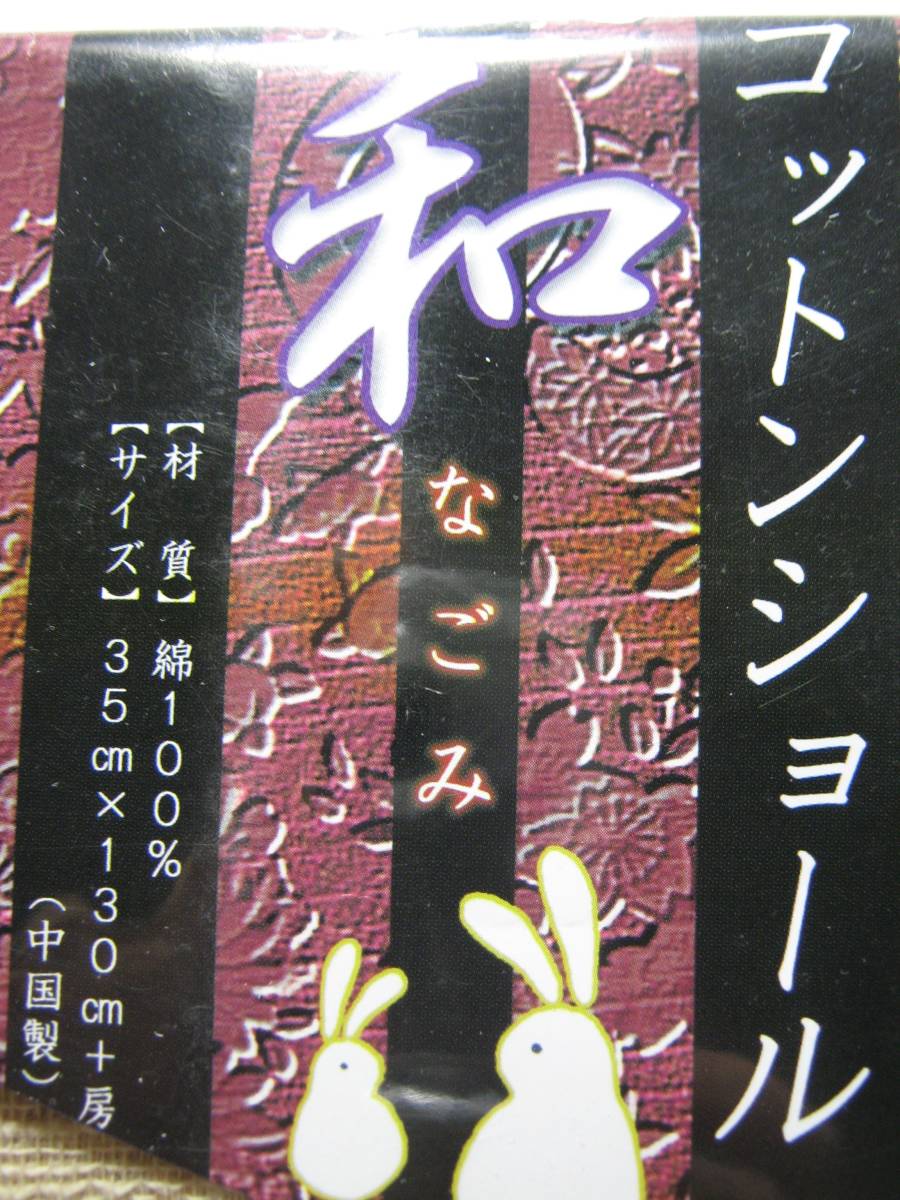 コットンショール
和
なごみ
【材　質】綿１００％
【サイズ】３５㎝×１３０㎝＋房
（中国製）